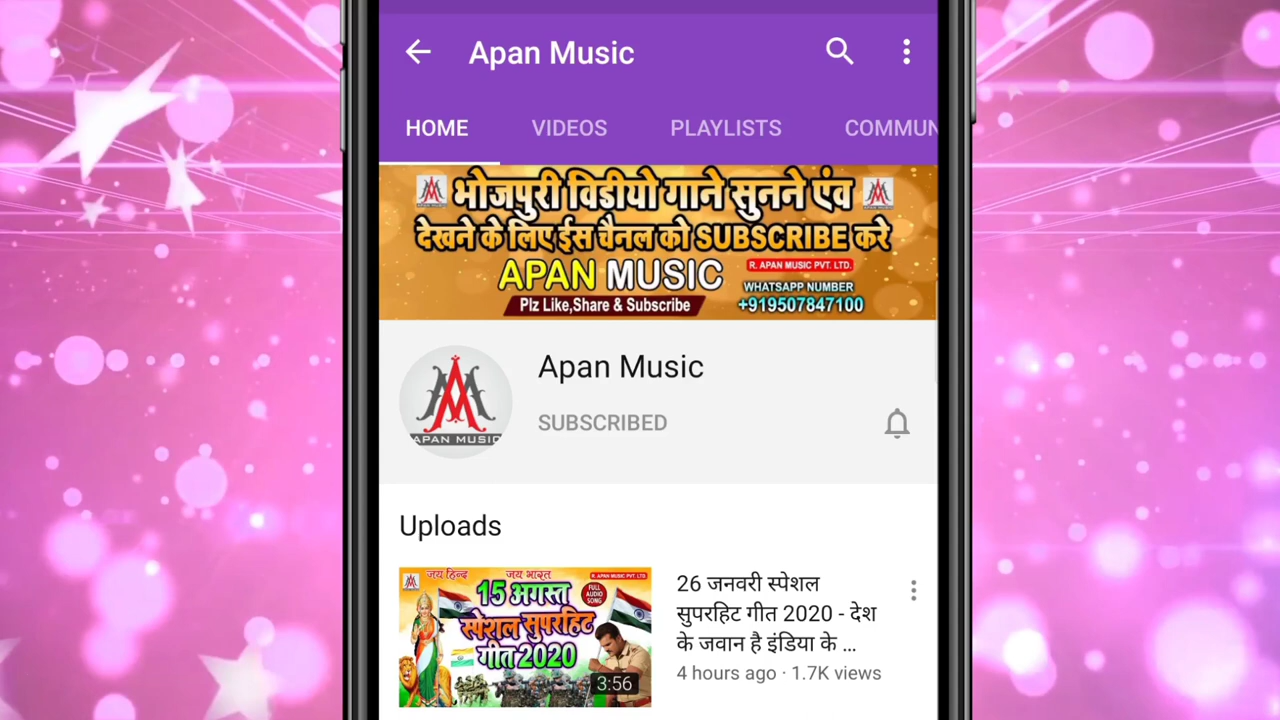 Apan Music
HOME VIDEOS PLAYLISTS COMMUN
भोजपुरी विडीयो गाने सुनने एंव
देखने के लिए ईस चैनल को SUBSCRIBE करे
APAN MUSIC
R. APAN MUSIC PVT. LTD.
WHATSAPP NUMBER
Plz Like,Share & Subscribe
+919507847100
Apan Music
SUBSCRIBED
APAN MUSIC
Uploads
जय हिन्द जय भारत
R. APAN MUSIC PVT. LTD
15 अगस्त
FULL AUDIO SONG
स्पेशल सुपरहिट
गीत 2020
3:56
26 जनवरी स्पेशल
सुपरहिट गीत 2020 - देश
के जवान है इंडिया के ...
4 hours ago · 1.7K views